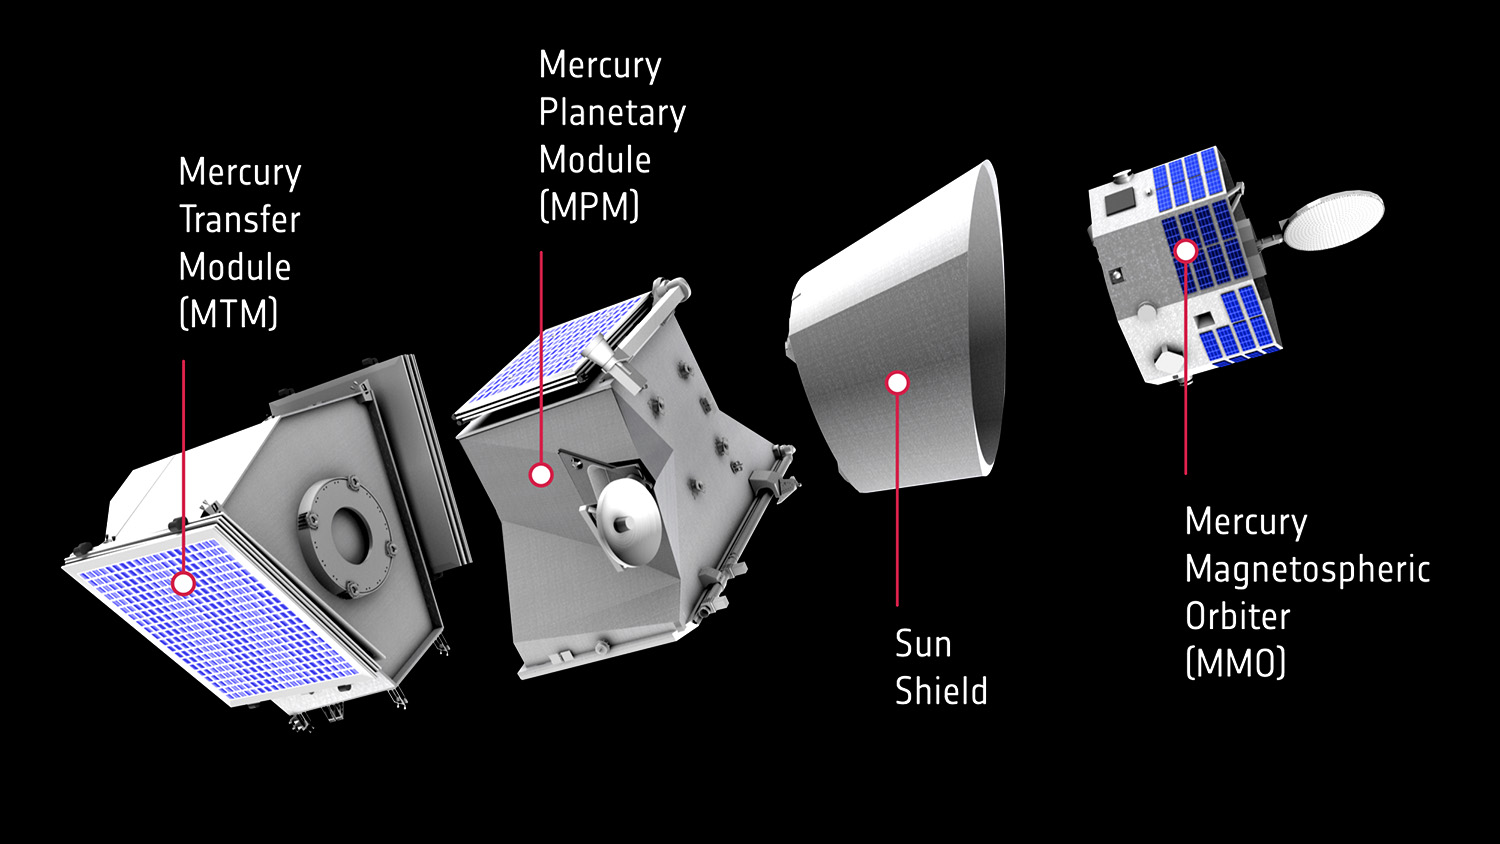 Mercury
Transfer
Module
(MTM)
Mercury
Planetary
Module
(MPM)
Sun
Shield
Mercury
Magnetospheric
Orbiter
(MMO)